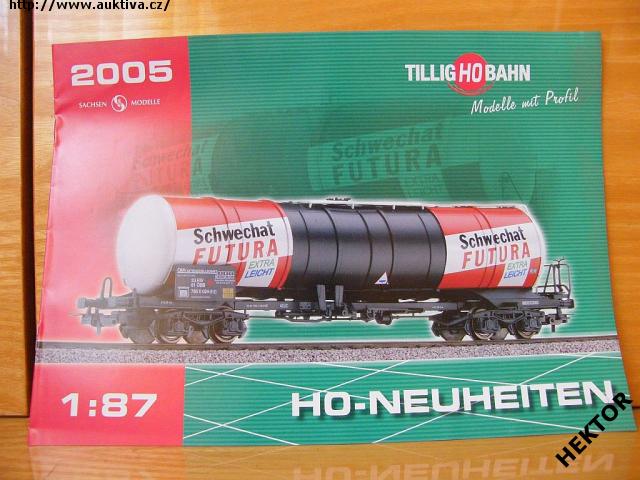 http://www.auktiva.cz/
2005
SACHSEN MODELLE
TILLIG HO BAHN
Modelle mit Profil
Schwechat
FUTURA
Schwechat
FUTURA
EXTRA
LEICHT
Schwechat
FUTURA
EXTRA
LEICHT
1:87
HO-NEUHEITEN
HEKTOR